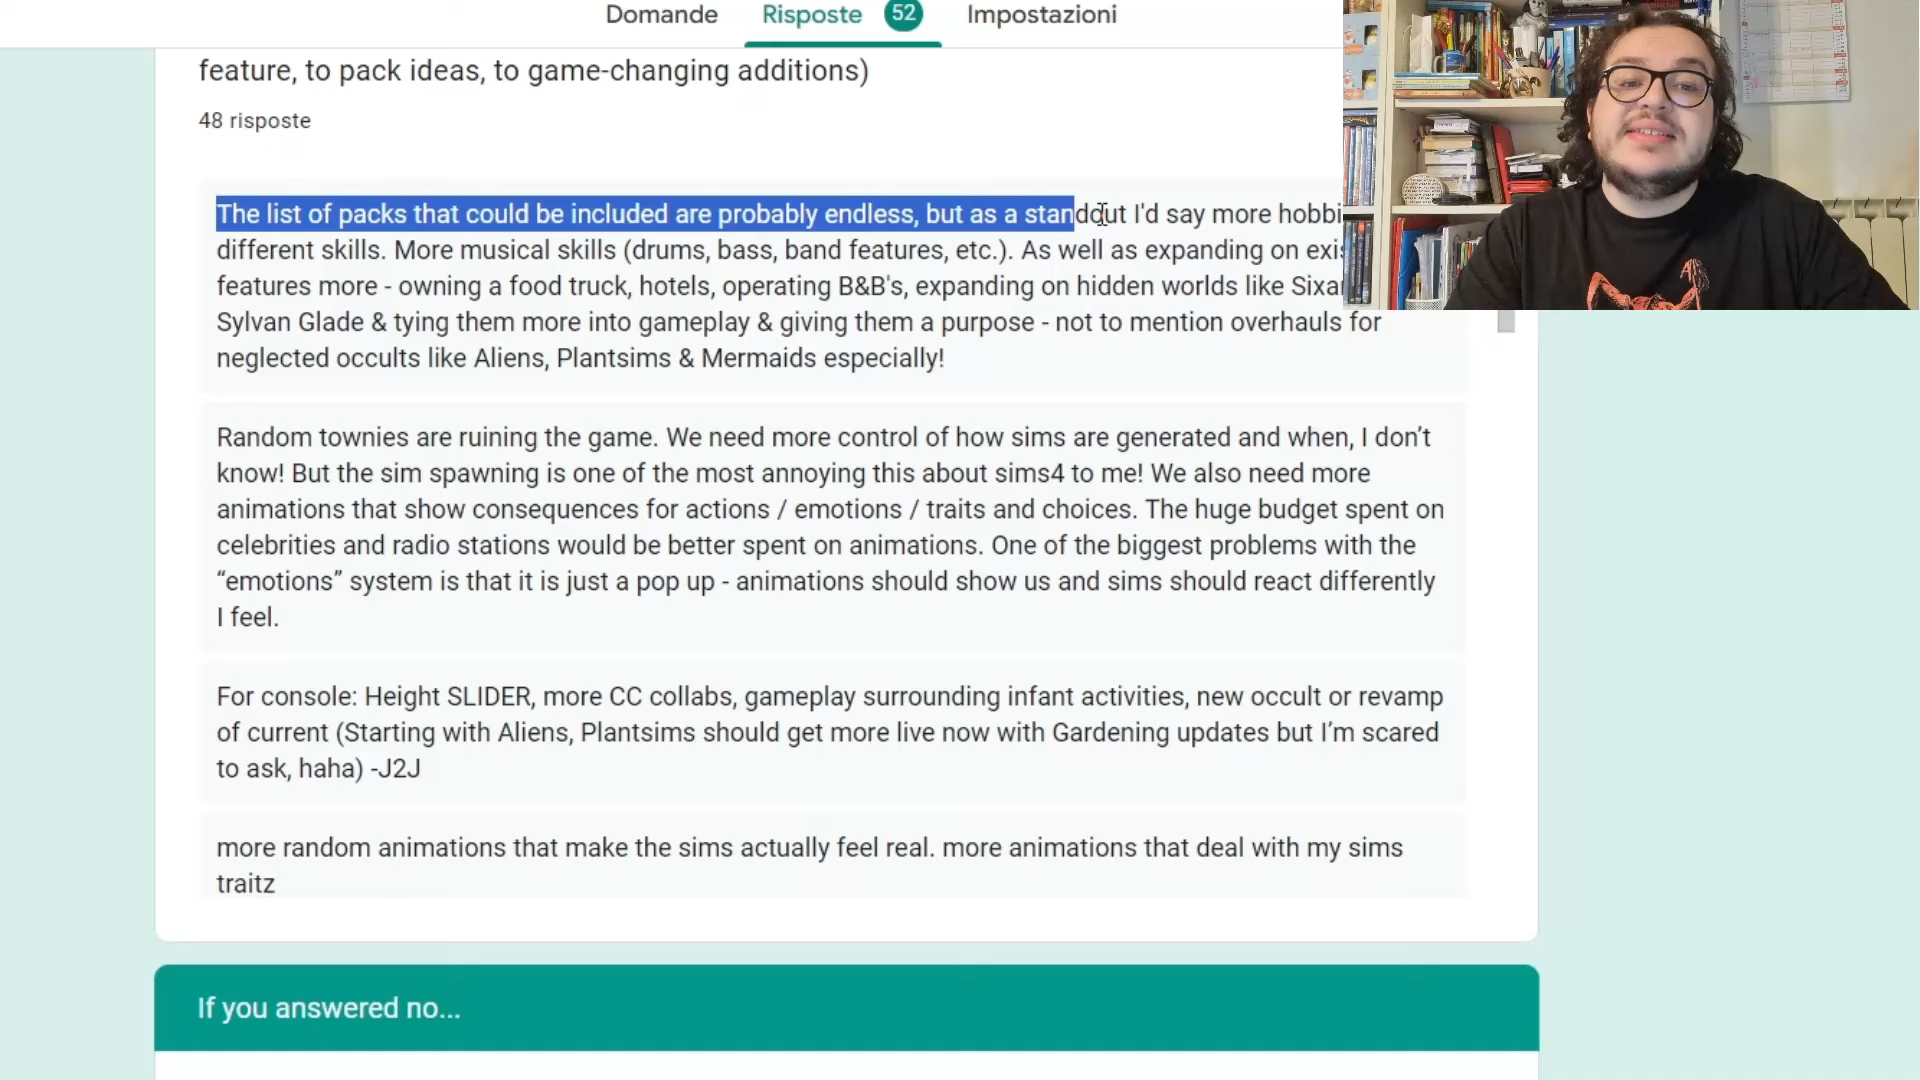 Domande Risposte 52 Impostazioni
feature, to pack ideas, to game-changing additions)
48 risposte
The list of packs that could be included are probably endless, but as a standout I'd say more hobbi
different skills. More musical skills (drums, bass, band features, etc.). As well as expanding on exis
features more - owning a food truck, hotels, operating B&B's, expanding on hidden worlds like Sixam
Sylvan Glade & tying them more into gameplay & giving them a purpose - not to mention overhauls for
neglected occults like Aliens, Plantsims & Mermaids especially!
Random townies are ruining the game. We need more control of how sims are generated and when, I don’t
know! But the sim spawning is one of the most annoying this about sims4 to me! We also need more
animations that show consequences for actions / emotions / traits and choices. The huge budget spent on
celebrities and radio stations would be better spent on animations. One of the biggest problems with the
“emotions” system is that it is just a pop up - animations should show us and sims should react differently
I feel.
For console: Height SLIDER, more CC collabs, gameplay surrounding infant activities, new occult or revamp
of current (Starting with Aliens, Plantsims should get more live now with Gardening updates but I’m scared
to ask, haha) -J2J
more random animations that make the sims actually feel real. more animations that deal with my sims
traitz
If you answered no...